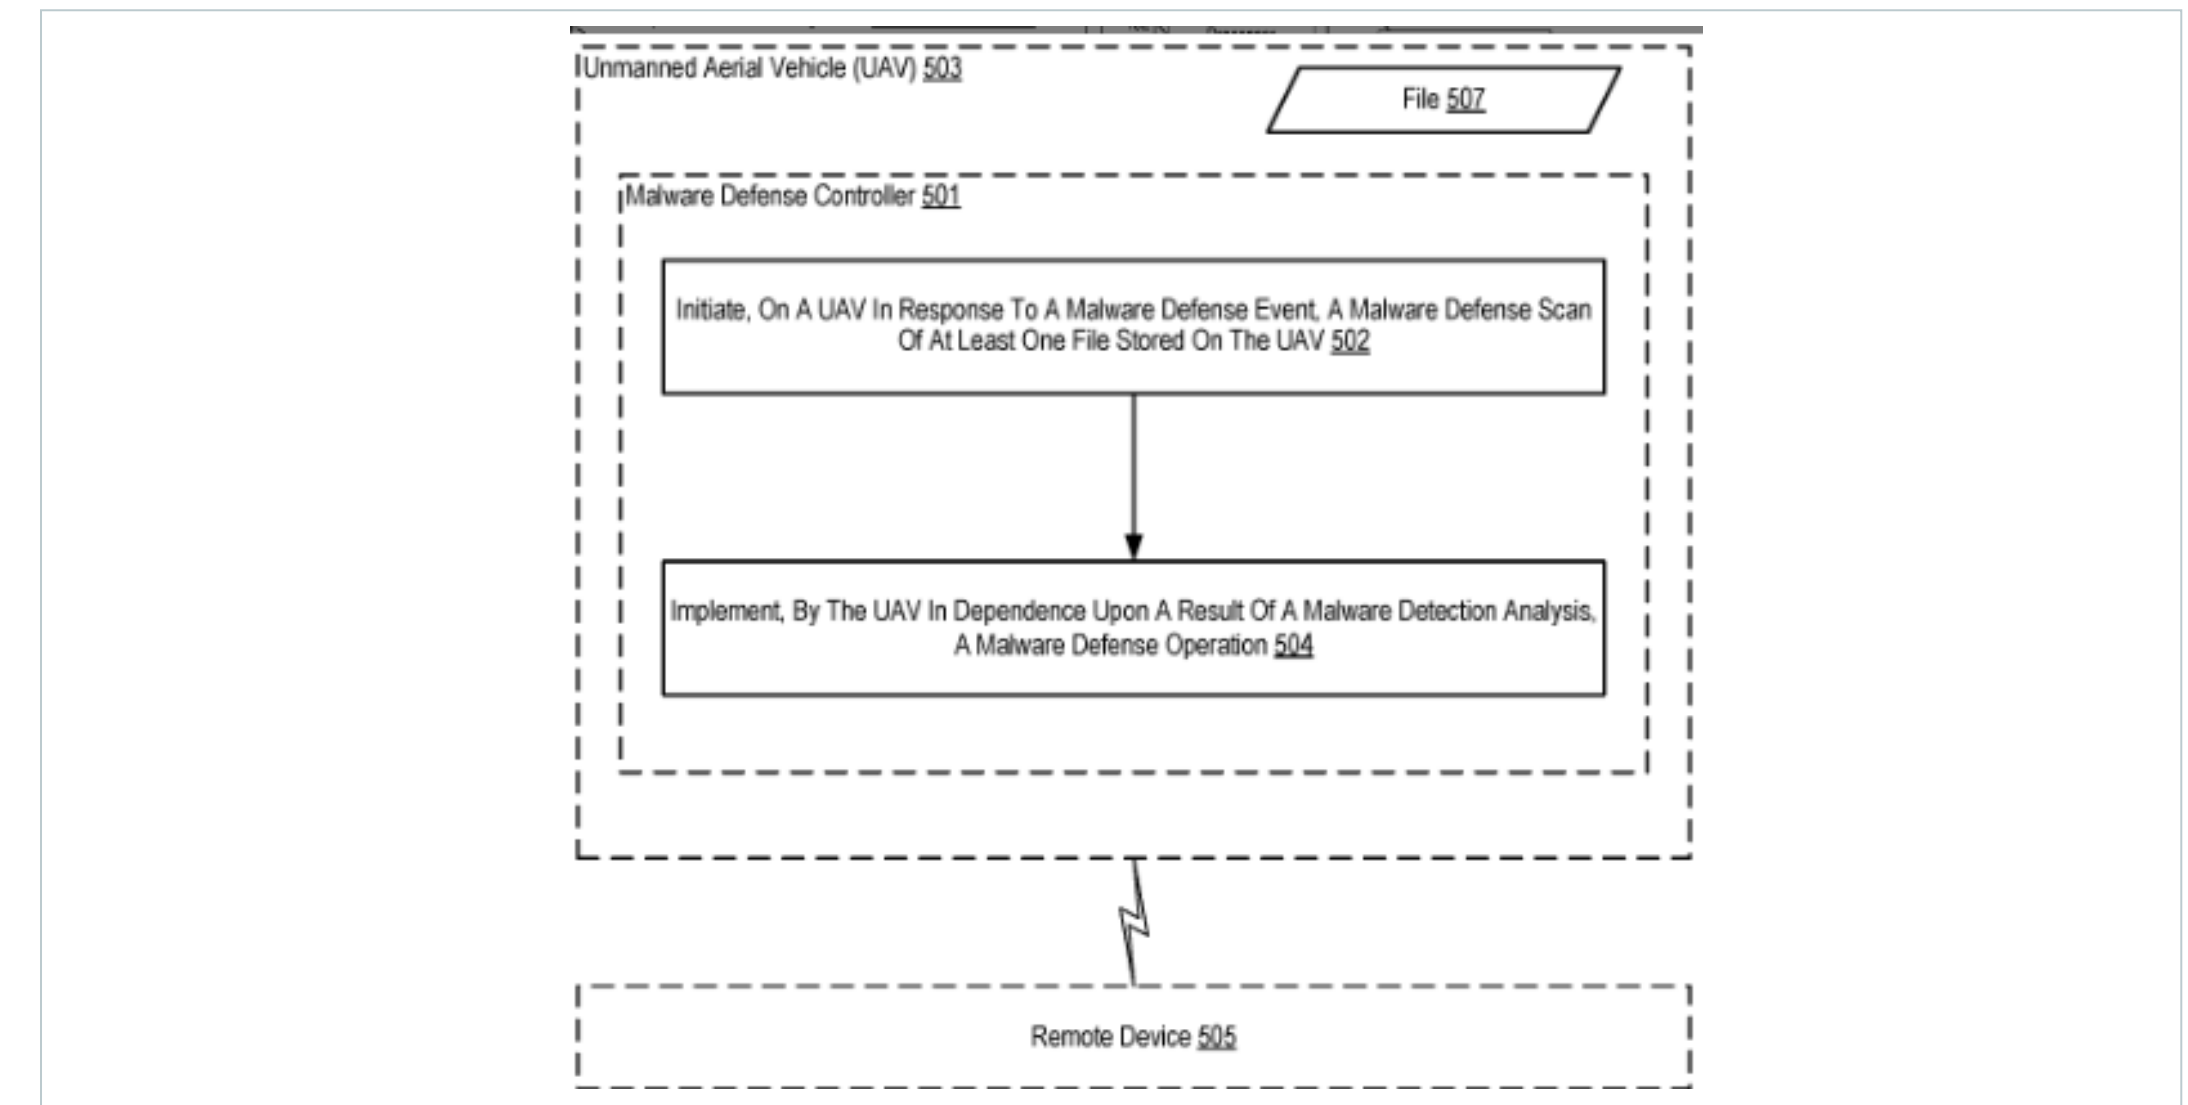 Unmanned Aerial Vehicle (UAV) 503
File 507
Malware Defense Controller 501
Initiate, On A UAV In Response To A Malware Defense Event, A Malware Defense Scan
Of At Least One File Stored On The UAV 502
Implement, By The UAV In Dependence Upon A Result Of A Malware Detection Analysis,
A Malware Defense Operation 504
Remote Device 505